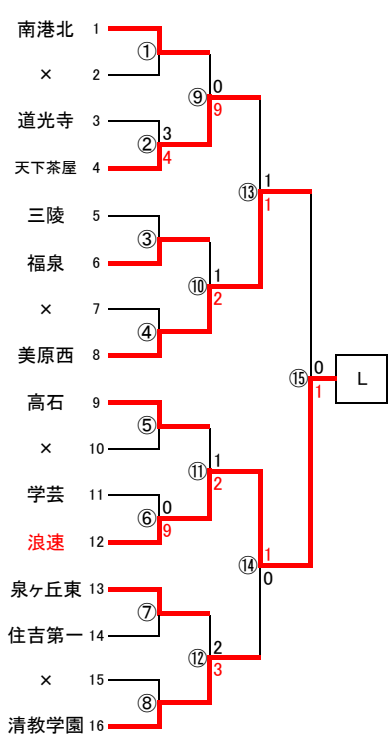 南港北 1
①
× 2
⑨ 0
9
道光寺 3
② 3
4
天下茶屋 4
⑬ 1
1
三陵 5
③
福泉 6
⑩ 1
2
× 7
④
美原西 8
⑮ 0
1
L
高石 9
⑤
× 10
⑪ 1
2
学芸 11
⑥ 0
9
浪速 12
⑭ 1
0
泉ヶ丘東 13
⑦
住吉第一 14
⑫ 2
3
× 15
⑧
清教学園 16